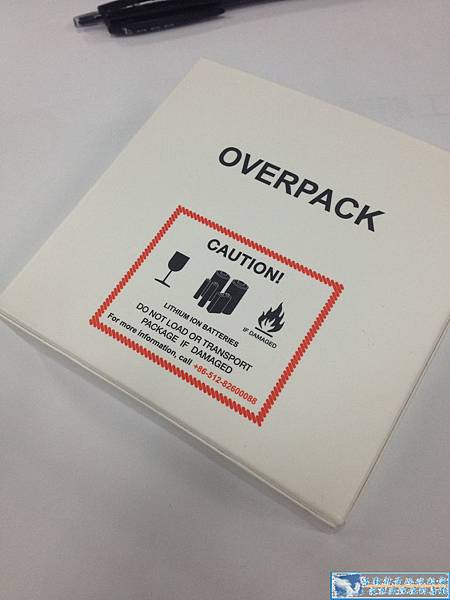 OVERPACK
CAUTION!
IF DAMAGED
LITHIUM ION BATTERIES
DO NOT LOAD OR TRANSPORT
PACKAGE IF DAMAGED
For more information, call +86-512-82600088